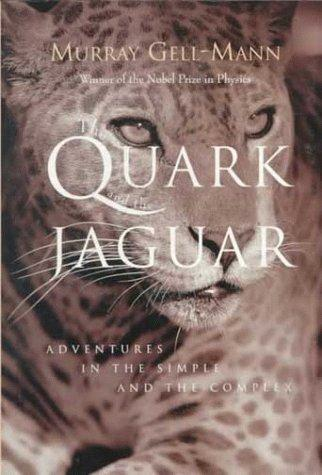 MURRAY GELL-MANN
Winner of the Nobel Prize in Physics
The
QUARK
and the
JAGUAR
ADVENTURES
IN THE SIMPLE
AND THE COMPLEX